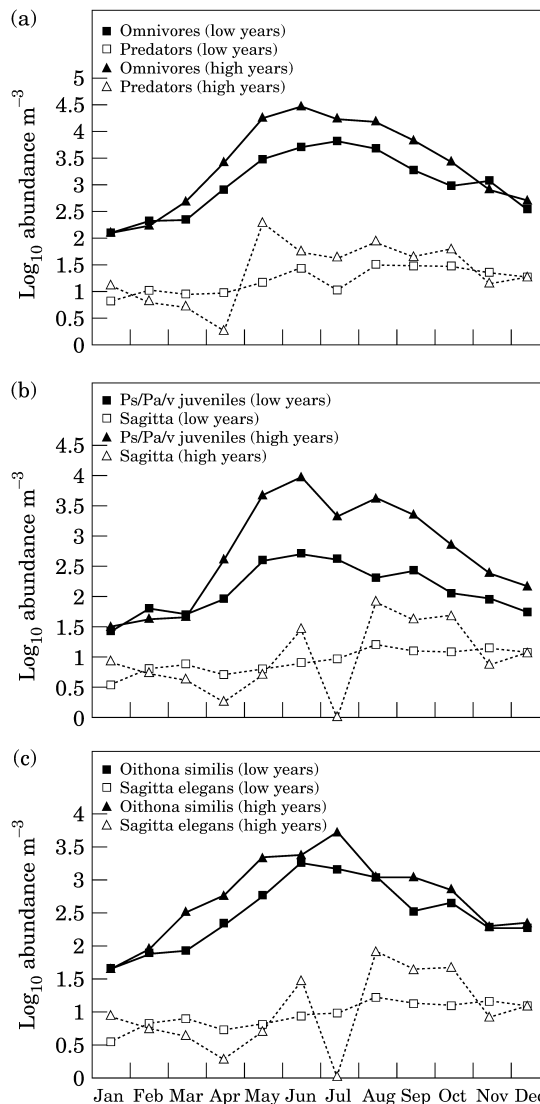 (a)
■ Omnivores (low years)
□ Predators (low years)
▲ Omnivores (high years)
△ Predators (high years)
5
4.5
4
3.5
3
2.5
2
1.5
1
0.5
0
Log₁₀ abundance m⁻³
(b)
■ Ps/Pa/v juveniles (low years)
□ Sagitta (low years)
▲ Ps/Pa/v juveniles (high years)
△ Sagitta (high years)
4.5
4
3.5
3
2.5
2
1.5
1
0.5
0
Log₁₀ abundance m⁻³
(c)
■ Oithona similis (low years)
□ Sagitta elegans (low years)
▲ Oithona similis (high years)
△ Sagitta elegans (high years)
4
3.5
3
2.5
2
1.5
1
0.5
0
Log₁₀ abundance m⁻³
Jan Feb Mar Apr May Jun Jul Aug Sep Oct Nov Dec